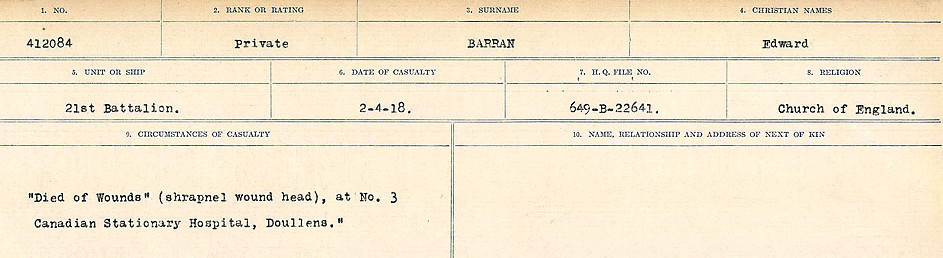 1. NO. 2. RANK OR RATING 3. SURNAME 4. CHRISTIAN NAMES
412084 Private BARRAN Edward
5. UNIT OR SHIP 6. DATE OF CASUALTY 7. H.Q. FILE NO. 8. RELIGION
21st Battalion. 2-4-18. 649-B-22641. Church of England.
9. CIRCUMSTANCES OF CASUALTY 10. NAME, RELATIONSHIP AND ADDRESS OF NEXT OF KIN
"Died of Wounds" (shrapnel wound head), at No. 3
Canadian Stationary Hospital, Doullens."